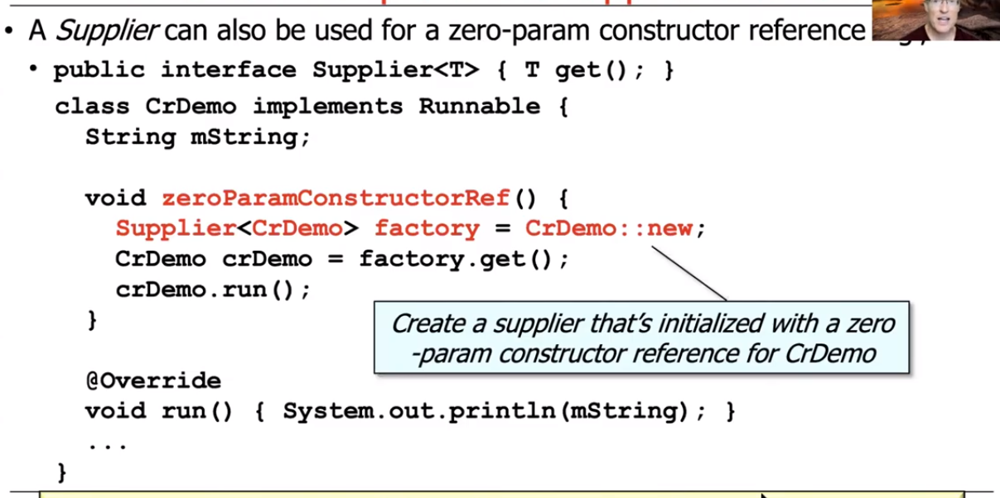 • A Supplier can also be used for a zero-param constructor reference
• public interface Supplier<T> { T get(); }
class CrDemo implements Runnable {
String mString;
void zeroParamConstructorRef() {
Supplier<CrDemo> factory = CrDemo::new;
CrDemo crDemo = factory.get();
crDemo.run();
}
Create a supplier that's initialized with a zero
-param constructor reference for CrDemo
@Override
void run() { System.out.println(mString); }
...
}